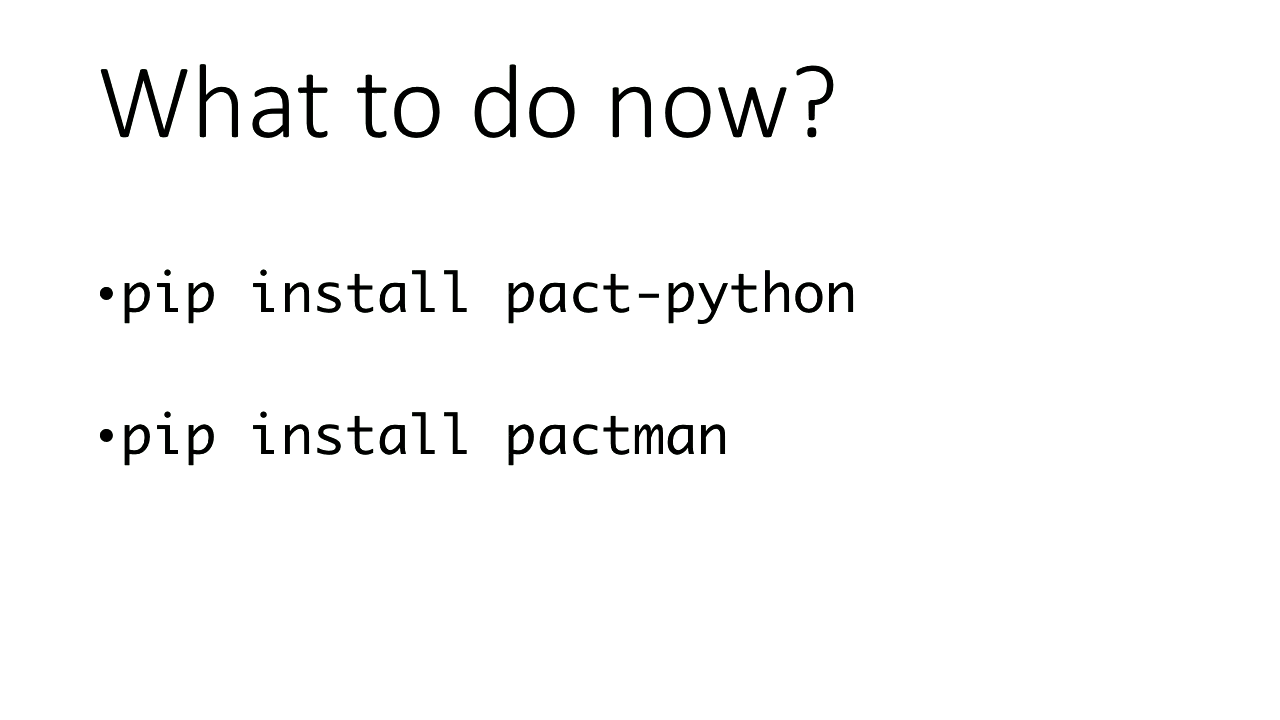 What to do now?
•pip install pact-python
•pip install pactman